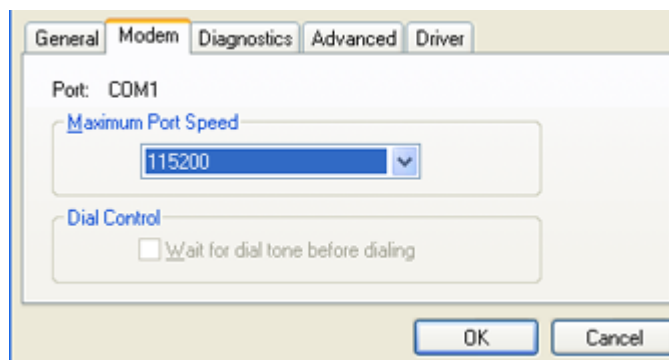 General Modem Diagnostics Advanced Driver
Port: COM1
Maximum Port Speed
115200
Dial Control
Wait for dial tone before dialing
OK Cancel